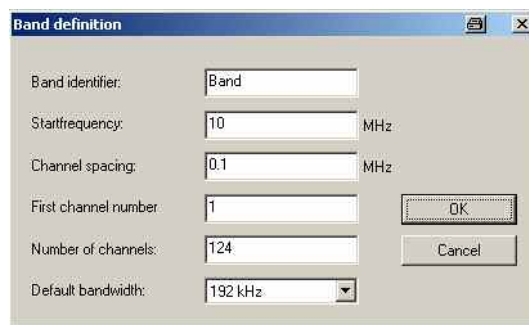 Band definition
Band identifier: Band
Startfrequency: 10 MHz
Channel spacing: 0.1 MHz
First channel number 1
OK
Number of channels: 124
Cancel
Default bandwidth: 192 kHz